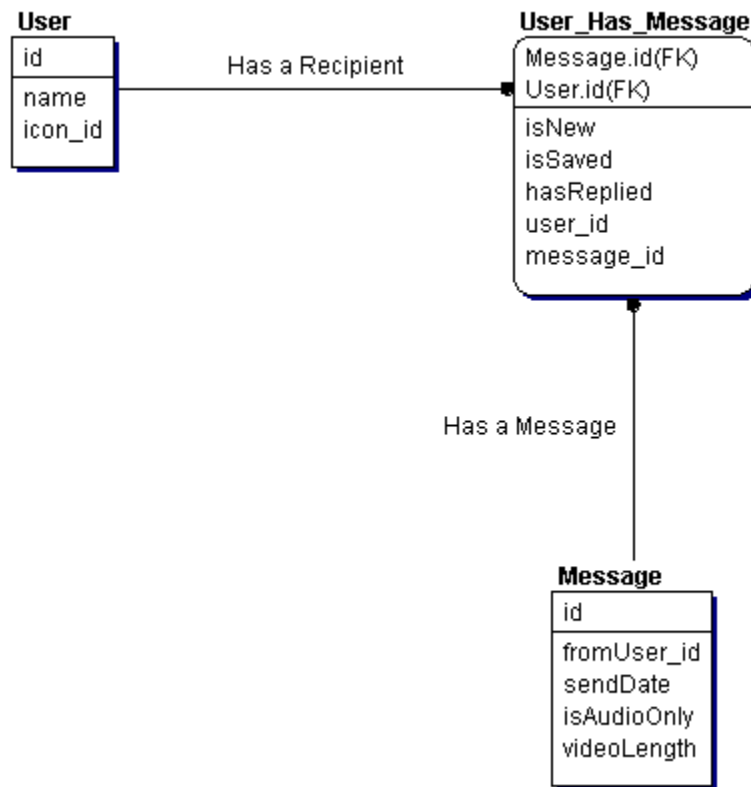 User
id
name
icon_id
Has a Recipient
User_Has_Message
Message.id(FK)
User.id(FK)
isNew
isSaved
hasReplied
user_id
message_id
Has a Message
Message
id
fromUser_id
sendDate
isAudioOnly
videoLength